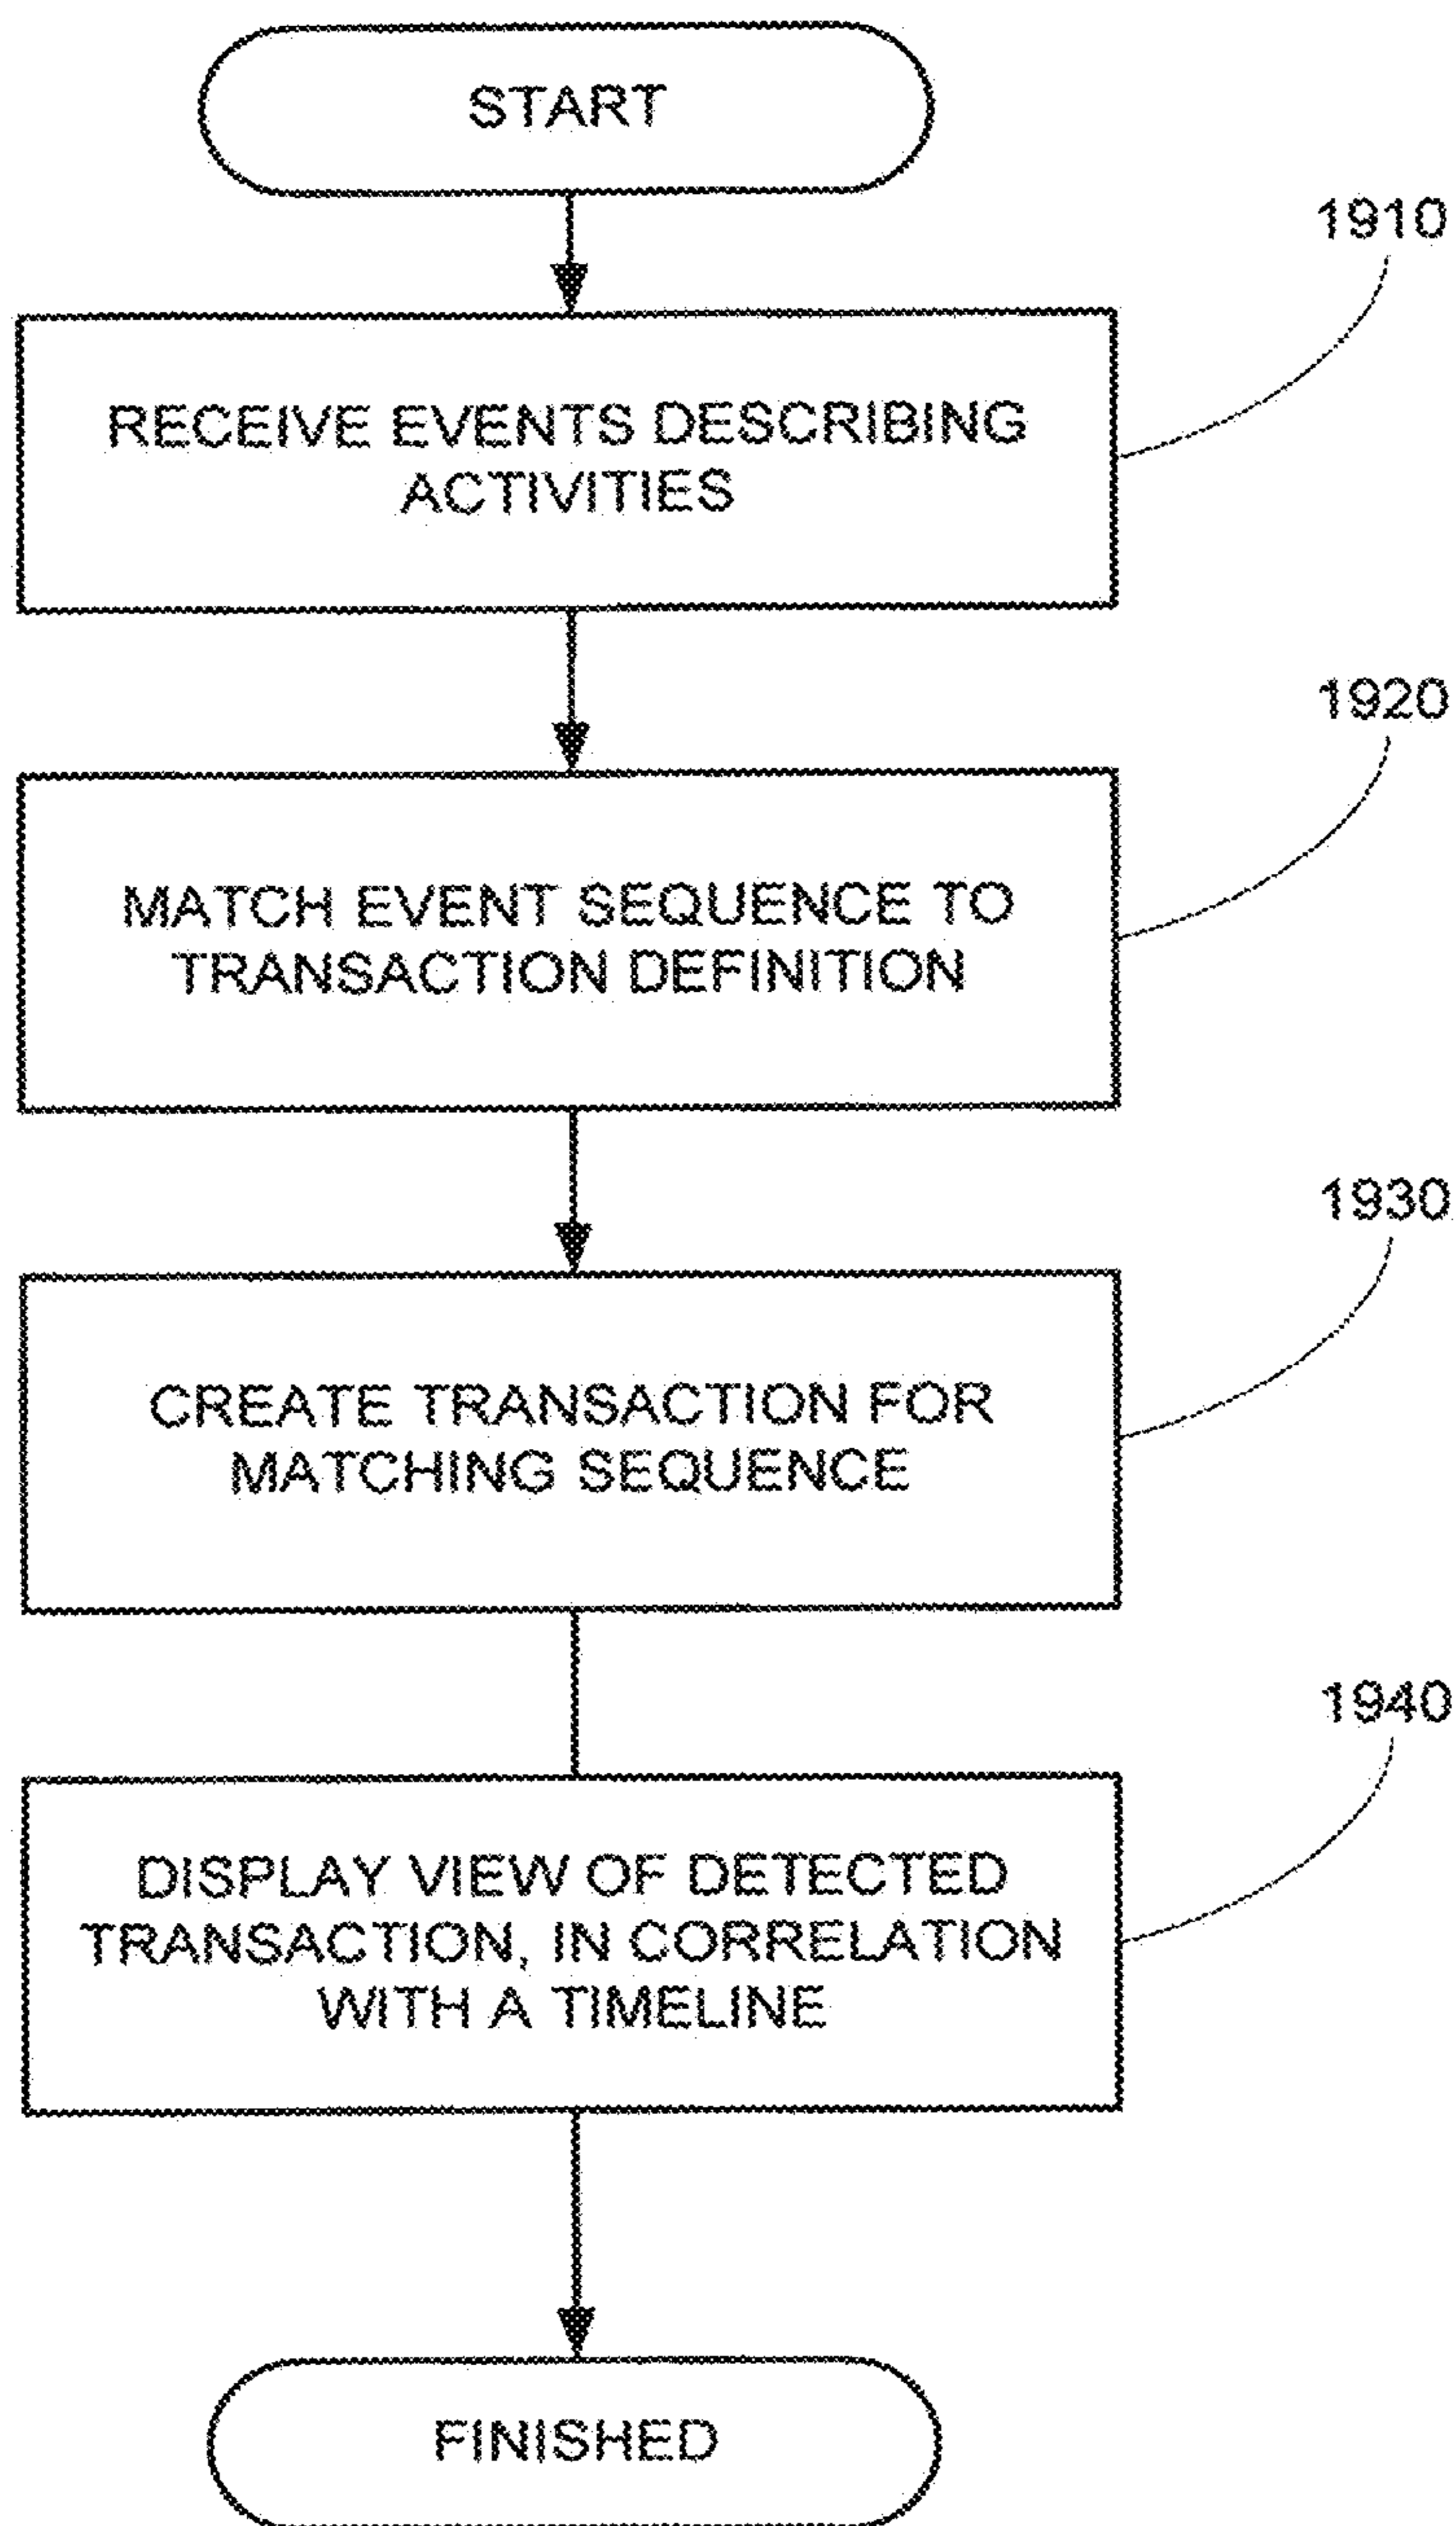 START
1910
RECEIVE EVENTS DESCRIBING
ACTIVITIES
1920
MATCH EVENT SEQUENCE TO
TRANSACTION DEFINITION
1930
CREATE TRANSACTION FOR
MATCHING SEQUENCE
1940
DISPLAY VIEW OF DETECTED
TRANSACTION, IN CORRELATION
WITH A TIMELINE
FINISHED